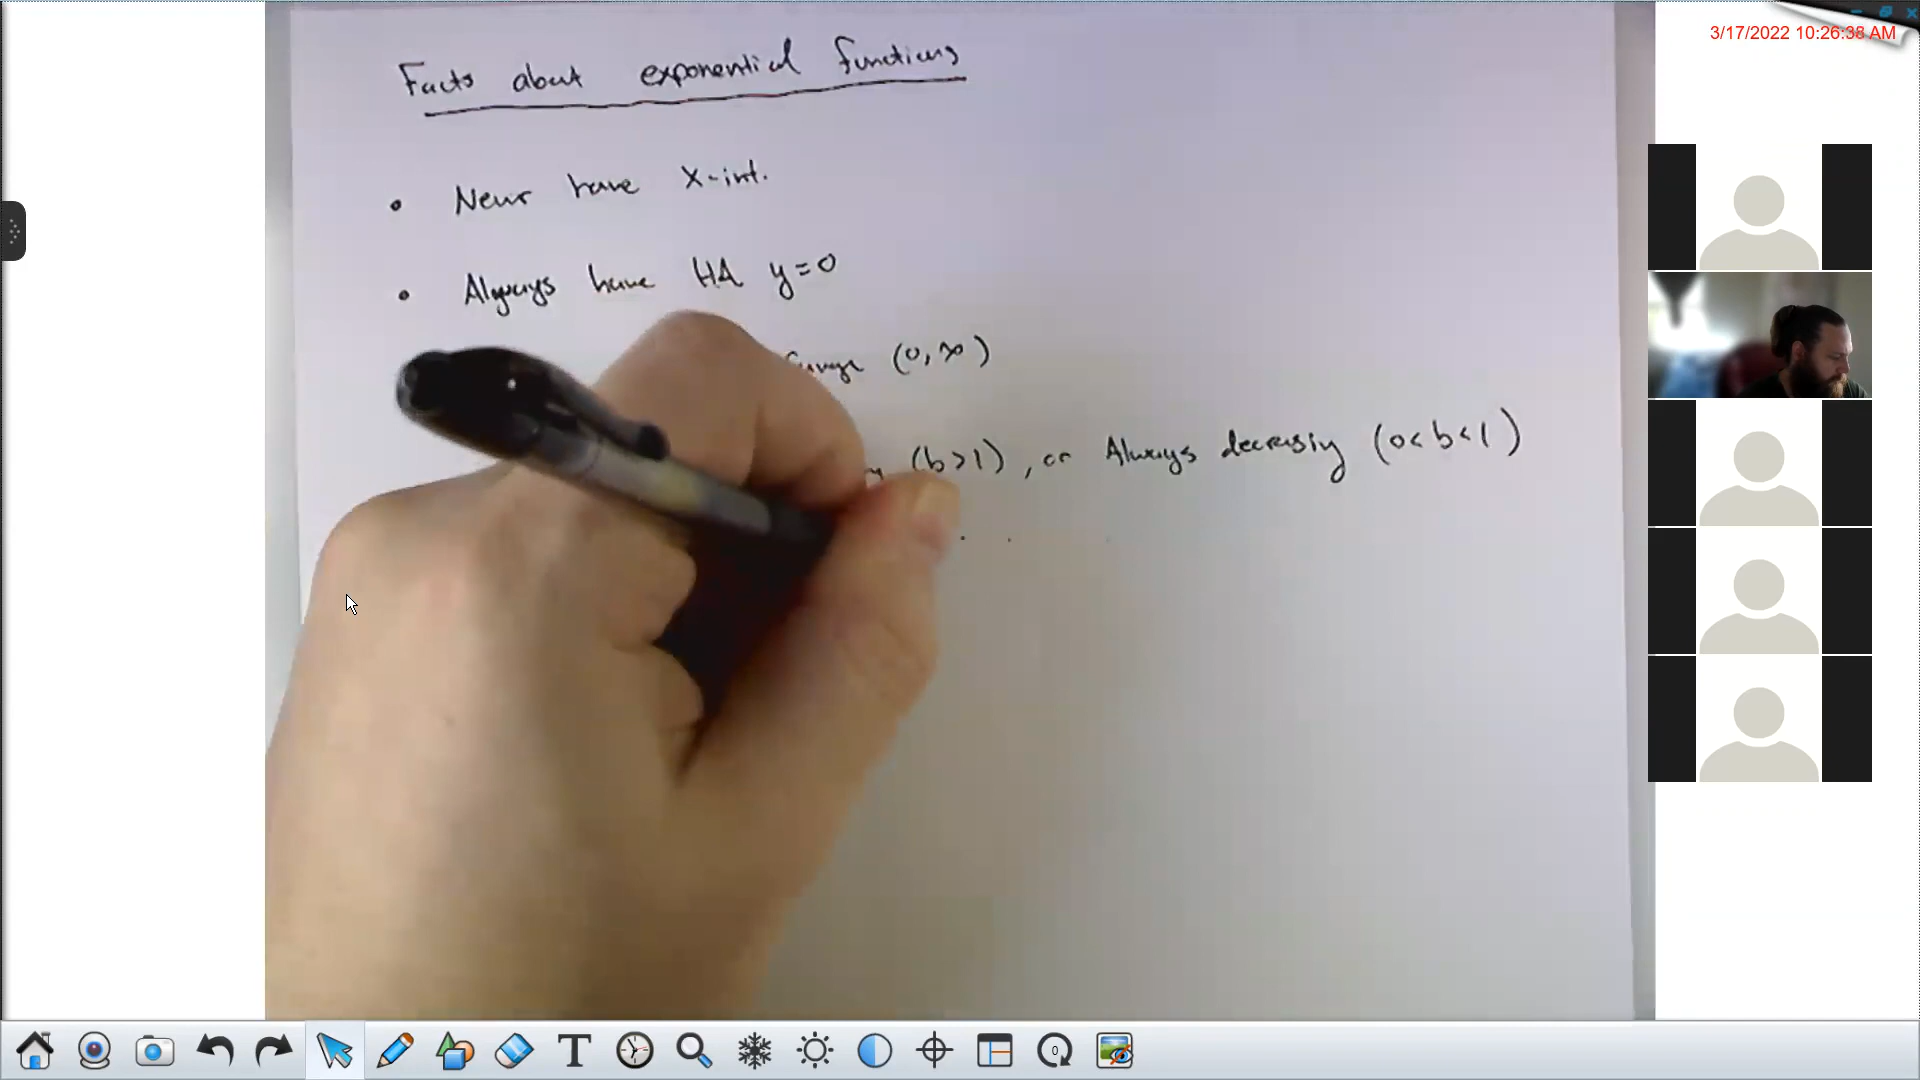 3/17/2022 10:26:38 AM
Facts about exponential functions
• Never have X-int.
• Always have HA y=0
(0, ∞)
(b>1), or Always decreasing (0<b<1)
T
0